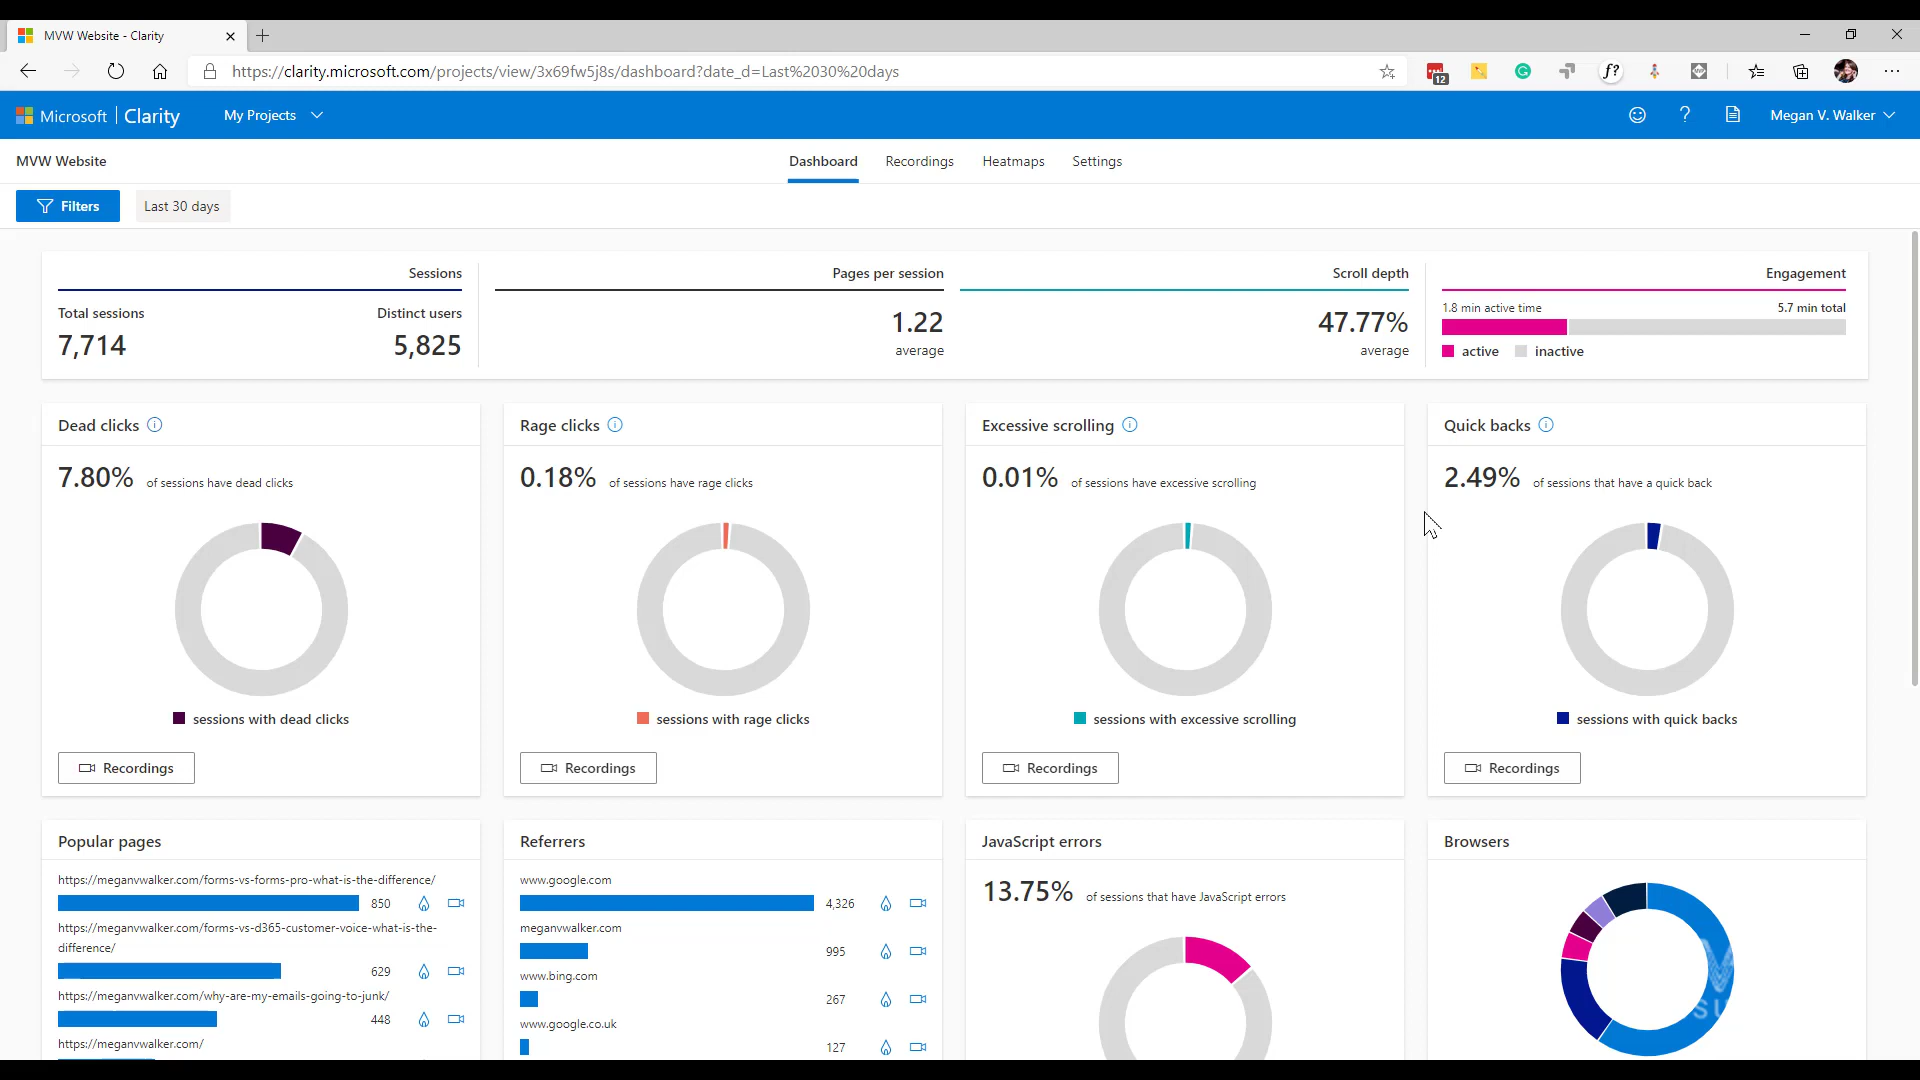 MVW Website - Clarity
https://clarity.microsoft.com/projects/view/3x69fw5j8s/dashboard?date_d=Last%2030%20days
12
f?
Microsoft | Clarity
My Projects
Megan V. Walker
MVW Website
Dashboard
Recordings
Heatmaps
Settings
Filters
Last 30 days
Sessions
Total sessions
Distinct users
7,714
5,825
Pages per session
1.22
average
Scroll depth
47.77%
average
Engagement
1.8 min active time
5.7 min total
active
inactive
Dead clicks
7.80% of sessions have dead clicks
sessions with dead clicks
Recordings
Rage clicks
0.18% of sessions have rage clicks
sessions with rage clicks
Recordings
Excessive scrolling
0.01% of sessions have excessive scrolling
sessions with excessive scrolling
Recordings
Quick backs
2.49% of sessions that have a quick back
sessions with quick backs
Recordings
Popular pages
https://meganvwalker.com/forms-vs-forms-pro-what-is-the-difference/
850
https://meganvwalker.com/forms-vs-d365-customer-voice-what-is-the-
difference/
629
https://meganvwalker.com/why-are-my-emails-going-to-junk/
448
https://meganvwalker.com/
Referrers
www.google.com
4,326
meganvwalker.com
995
www.bing.com
267
www.google.co.uk
127
JavaScript errors
13.75% of sessions that have JavaScript errors
Browsers